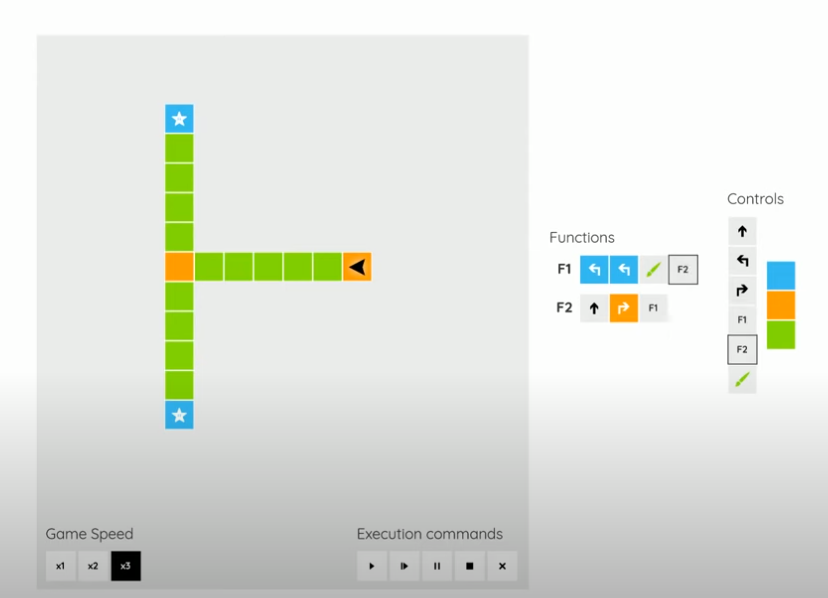 Controls
Functions
F1 F2
F2 F1
F1
F2
Game Speed
x1 x2 x3
Execution commands